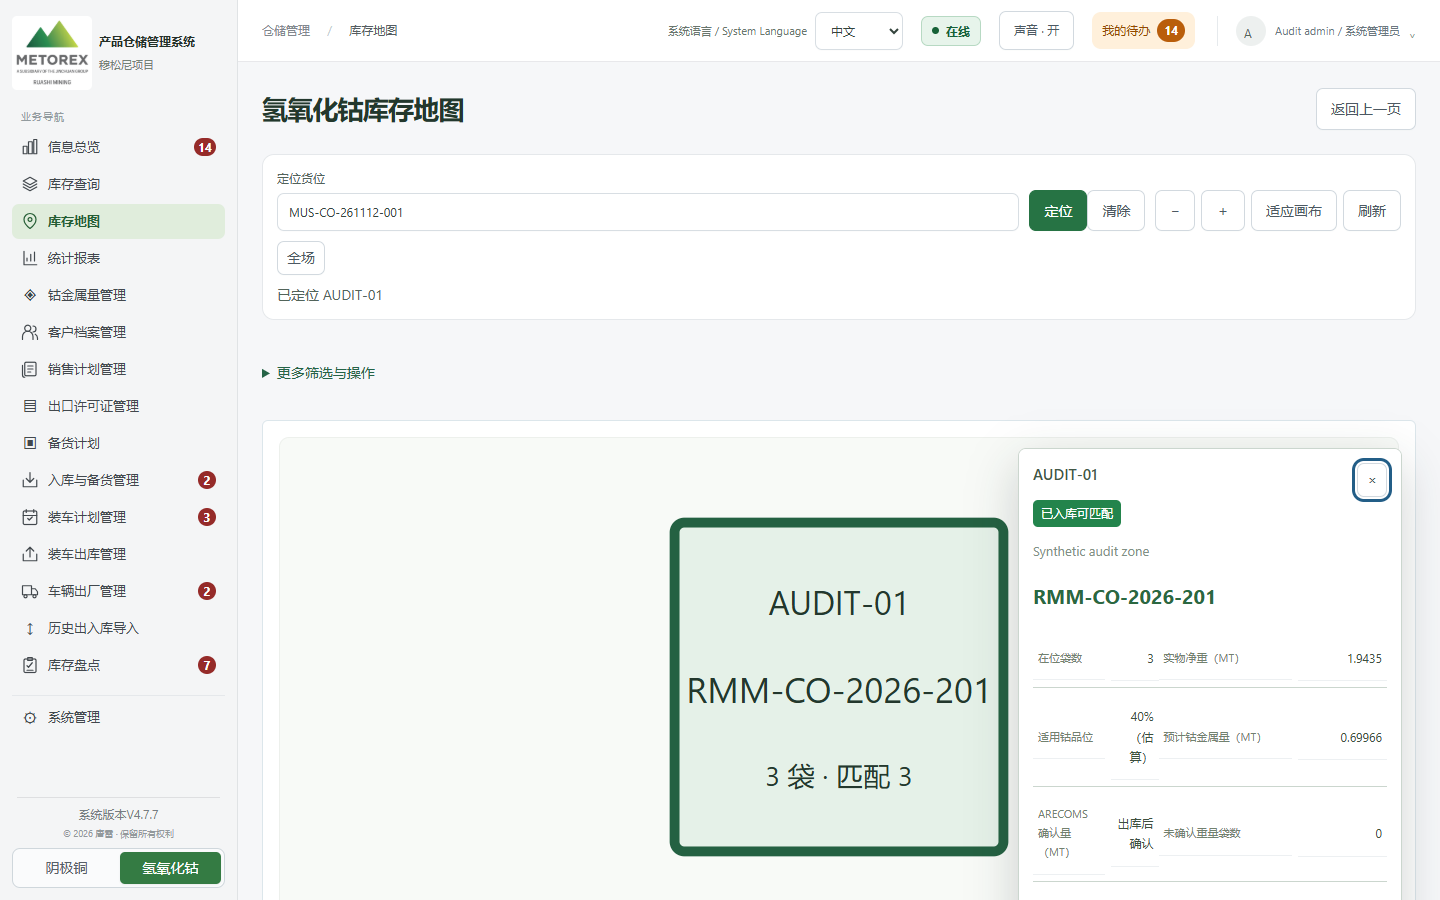 METOREX
A SUBSIDIARY OF THE JINCHUAN GROUP
RUASHI MINING
产品仓储管理系统
穆松尼项目
业务导航
信息总览 14
库存查询
库存地图
统计报表
钴金属量管理
客户档案管理
销售计划管理
出口许可证管理
备货计划
入库与备货管理 2
装车计划管理 3
装车出库管理
车辆出厂管理 2
历史出入库导入
库存盘点 7
系统管理
系统版本V4.7.7
阴极铜 氢氧化钴
仓储管理 / 库存地图
系统语言 / System Language 中文 在线 声音 · 开 我的待办 14 A Audit admin / 系统管理员
氢氧化钴库存地图
返回上一页
定位货位
MUS-CO-261112-001 定位 清除 − + 适应画布 刷新
全场
已定位 AUDIT-01
更多筛选与操作
AUDIT-01
RMM-CO-2026-201
3 袋 · 匹配 3
AUDIT-01 ×
已入库可匹配
Synthetic audit zone
RMM-CO-2026-201
在位袋数 3 实物净重（MT） 1.9435
适用钴品位 40%（估算） 预计钴金属量（MT） 0.69966
ARECOMS确认量（MT） 出库后确认 未确认重量袋数 0